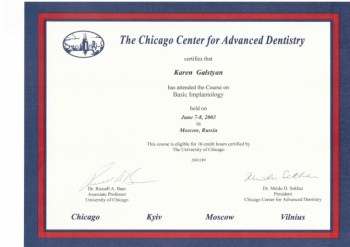 The Chicago Center for Advanced Dentistry
certifies that
Karen Galstyan
has attended the Course on
Basic Implantology
held on
June 7-8, 2003
in
Moscow, Russia
This course is eligible for 16 credit hours certified by
The University of Chicago
Dr. Russell A. Baer
Associate Professor
University of Chicago
President
Chicago Center for Advanced Dentistry
Chicago Kyiv Moscow Vilnius